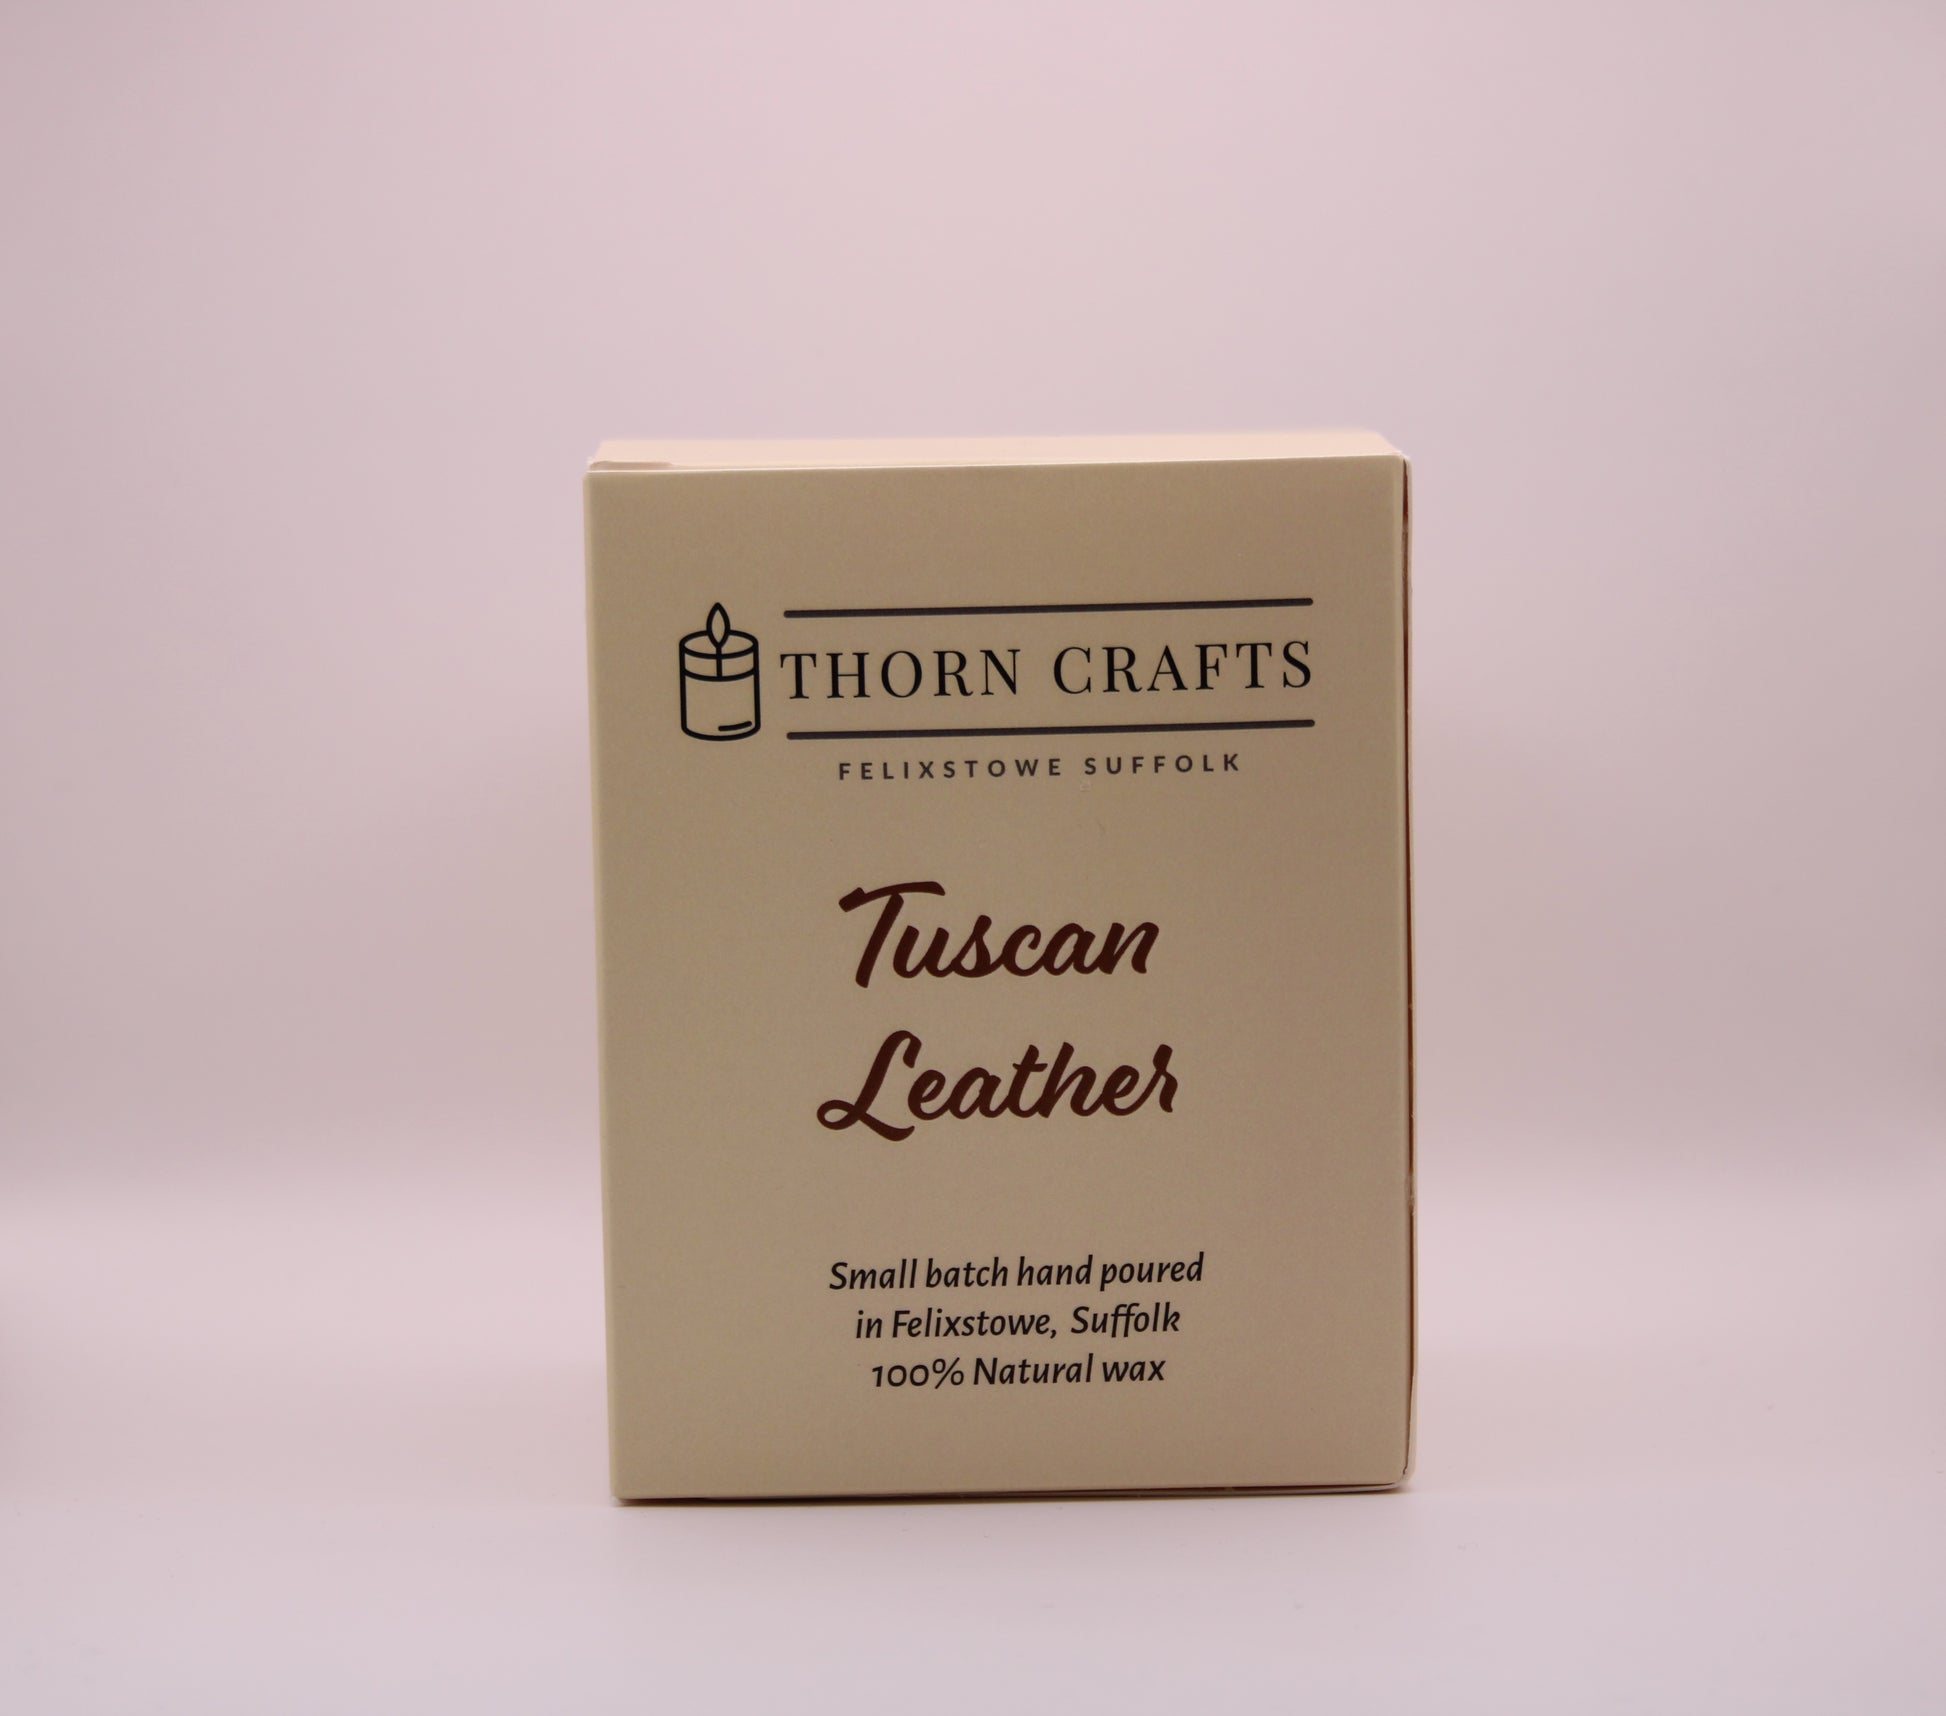 THORN CRAFTS
FELIXSTOWE SUFFOLK
Tuscan
Leather
Small batch hand poured
in Felixstowe, Suffolk
100% Natural wax